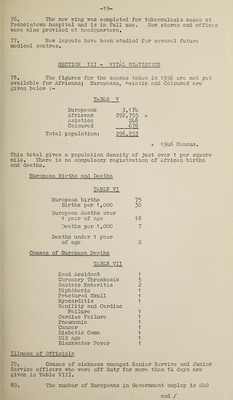 -19-
76. The new wing was completed for tuberculosis cases at
Francistown hospital and is in full use. New stores and offices
were also provided at headquarters.
77. New layouts have been studied for several future
medical centres.
SECTION III - VITAL STATISTICS
78. The figures for the census taken in 1956 are not yet
available for Africans; Europeans, Asiatic and Coloured are
given below :-
TABLE V
Europeans 3,174
Africans 292,755 *
Asiatics 248
Coloured 676
Total population: 296,853
* 1946 Census.
This total gives a population density of just over 1 per square
mile. There is no compulsory registration of African births
and deaths.
European Births and Deaths
TABLE VI
European births 75
Births per 1,000 30
European deaths over
1 year of age 18
Deaths per 1,000 7
Deaths under 1 year
of age 2
Causes of European Deaths
TABLE VII
Road Accident 1
Coronary Thrombosis 2
Gastric Enteritis 2
Diphtheria 1
Fractured Skull 1
Myocarditis 1
Senility and Cardiac
Failure 1
Cardiac Failure 1
Pneumonia 1
Cancer 1
Diabetic Coma 1
Old Age 1
Blackwater Fever 1
Illness of Officials
79. Causes of sickness amongst Senior Service and Junior
Service officers who were off duty for more than 14 days are
given in Table VIII.
80. The number of Europeans in Government employ is 440
and /